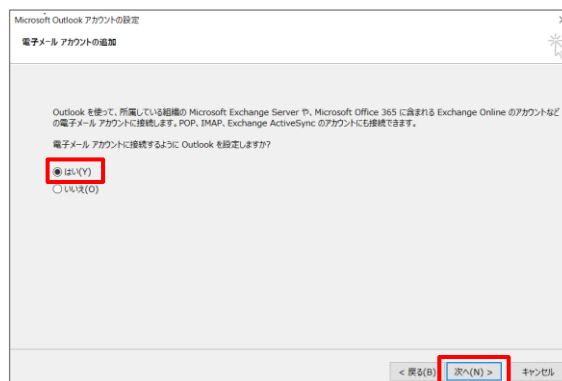 Microsoft Outlook アカウントの設定
電子メール アカウントの追加
Outlook を使って、所属している組織の Microsoft Exchange Server や、Microsoft Office 365 に含まれる Exchange Online のアカウントなど
の電子メール アカウントに接続します。POP、IMAP、Exchange ActiveSync のアカウントにも接続できます。
電子メール アカウントに接続するように Outlook を設定しますか?
はい(Y)
いいえ(O)
< 戻る(B) 次へ(N) > キャンセル